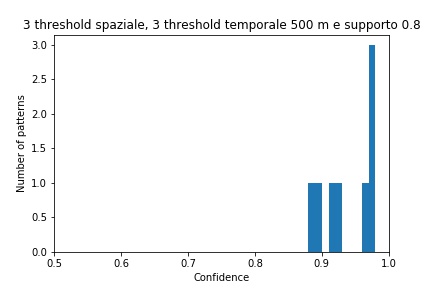 3 threshold spaziale, 3 threshold temporale 500 m e supporto 0.8
3.0
2.5
2.0
1.5
1.0
0.5
0.0
Number of patterns
0.5 0.6 0.7 0.8 0.9 1.0
Confidence